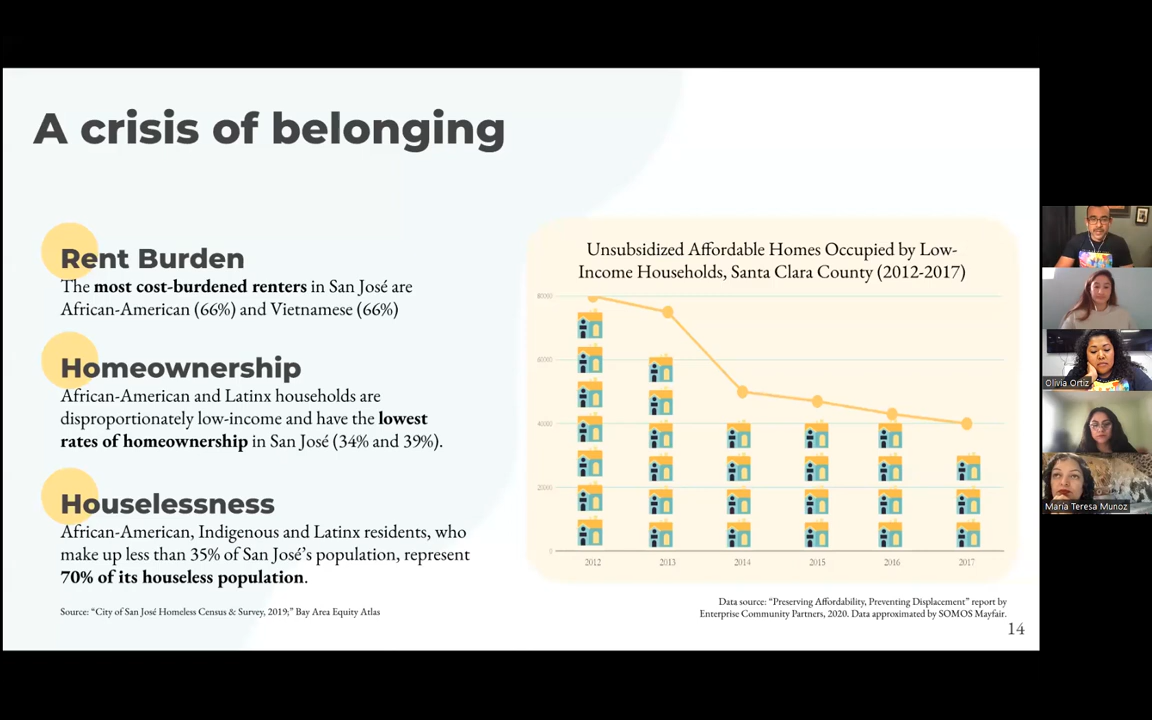 A crisis of belonging
Rent Burden
The most cost-burdened renters in San José are
African-American (66%) and Vietnamese (66%)
Homeownership
African-American and Latinx households are
disproportionately low-income and have the lowest
rates of homeownership in San José (34% and 39%).
Houselessness
African-American, Indigenous and Latinx residents, who
make up less than 35% of San José’s population, represent
70% of its houseless population.
Source: “City of San José Homeless Census & Survey, 2019;” Bay Area Equity Atlas
Unsubsidized Affordable Homes Occupied by Low-
Income Households, Santa Clara County (2012-2017)
80000
60000
40000
20000
0
2012 2013 2014 2015 2016 2017
Data source: “Preserving Affordability, Preventing Displacement” report by
Enterprise Community Partners, 2020. Data approximated by SOMOS Mayfair.
14
Olivia Ortiz
María Teresa Munoz